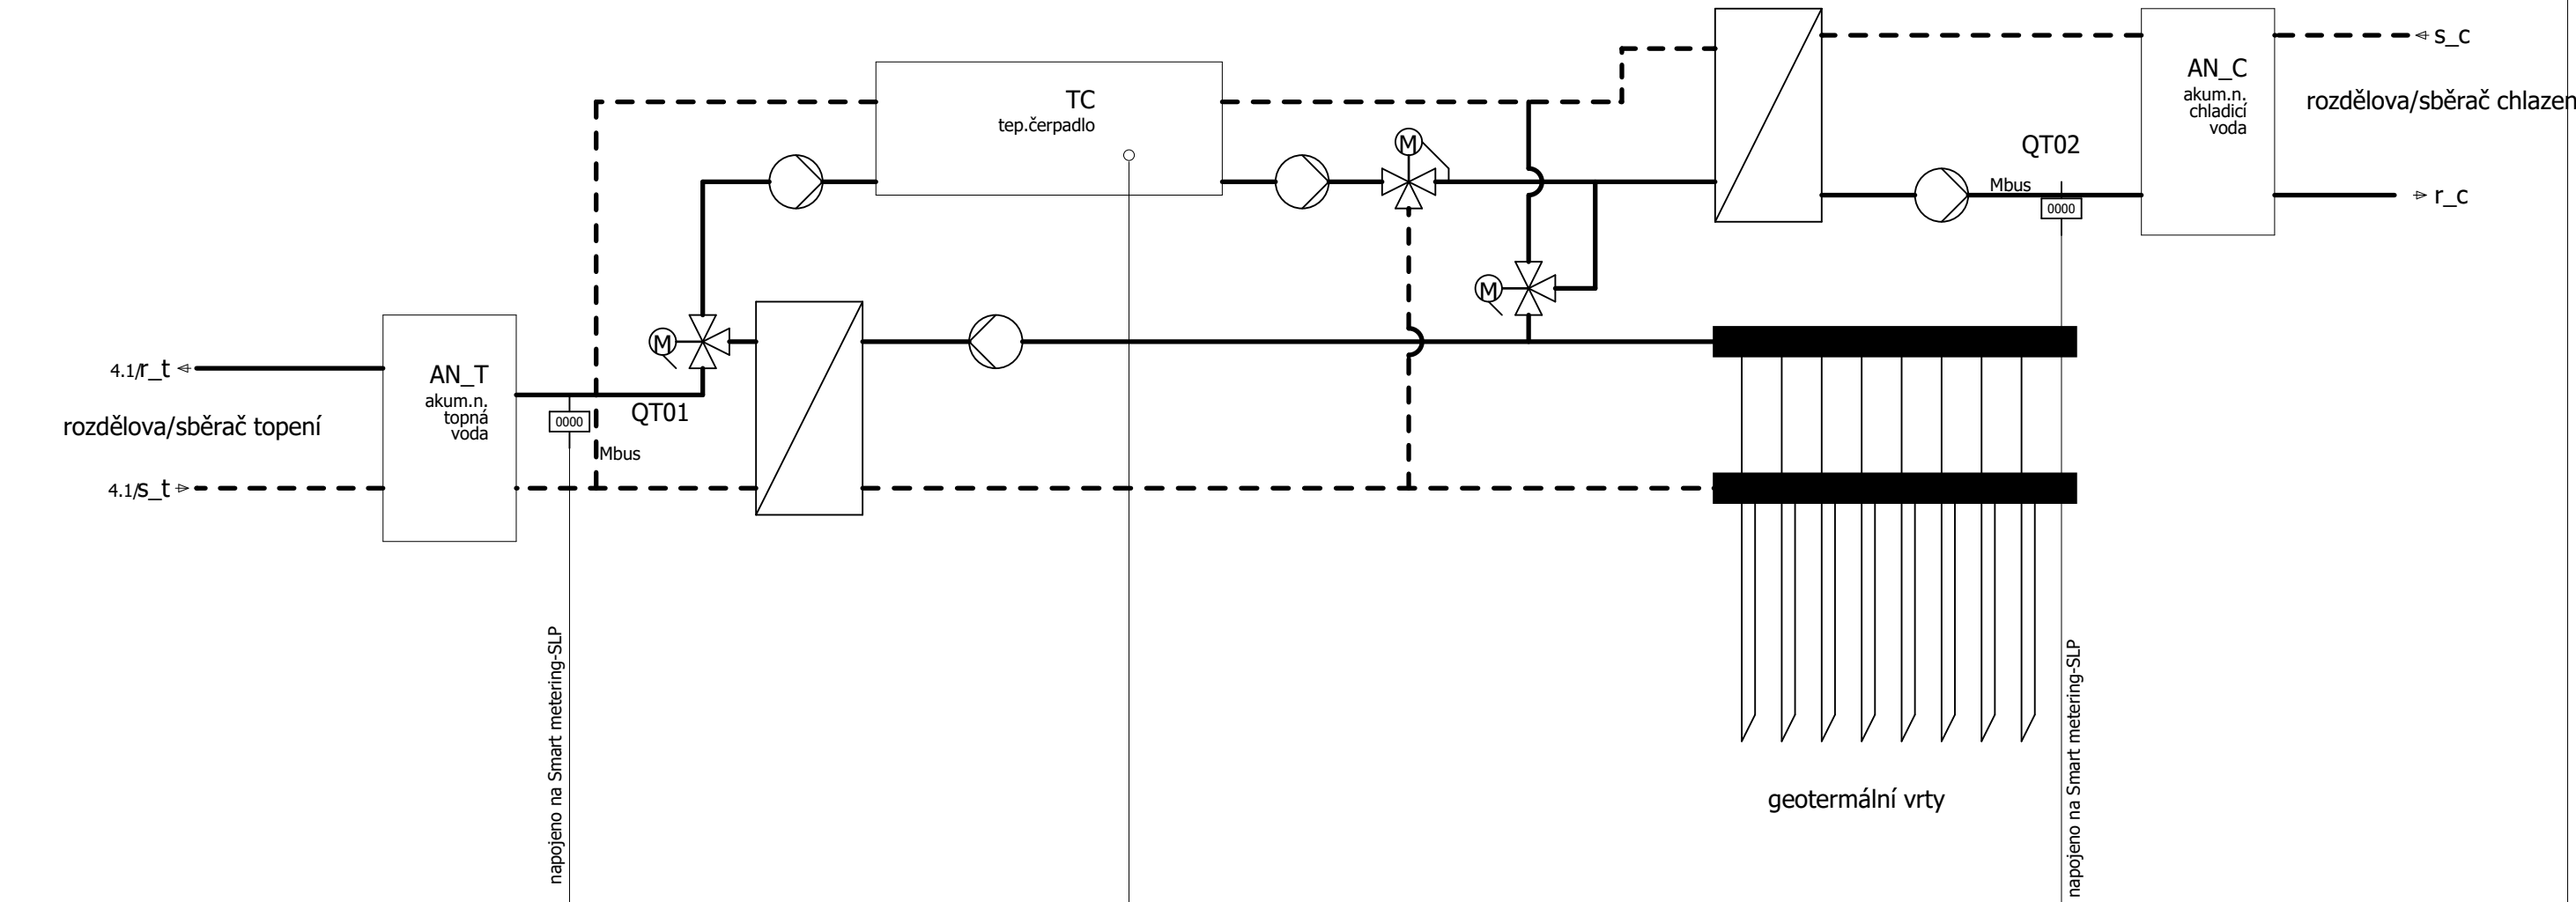 s_c
AN_C
akum.n.
chladicí
voda
rozdělova/sběrač chlazen
TC
tep.čerpadlo
M
QT02
Mbus
0000
r_c
M
M
4.1/r_t
AN_T
akum.n.
topná
voda
QT01
0000
rozdělova/sběrač topení
Mbus
4.1/s_t
napojeno na Smart metering-SLP
napojeno na Smart metering-SLP
geotermální vrty